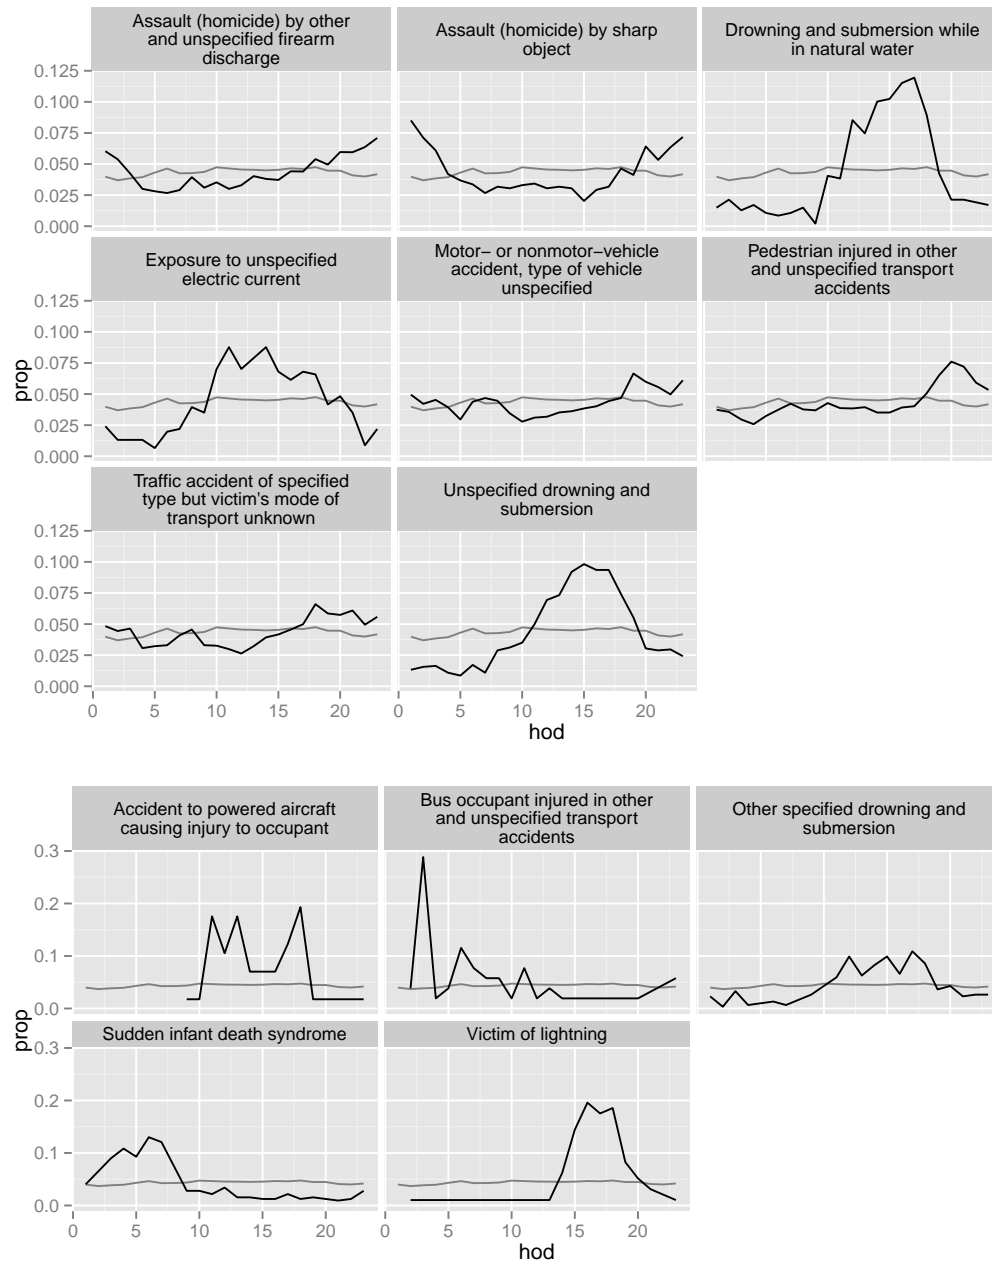 Assault (homicide) by other
and unspecified firearm
discharge
Assault (homicide) by sharp
object
Drowning and submersion while
in natural water
0.125
0.100
0.075
0.050
0.025
0.000
Exposure to unspecified
electric current
Motor− or nonmotor−vehicle
accident, type of vehicle
unspecified
Pedestrian injured in other
and unspecified transport
accidents
0.125
0.100
0.075
0.050
0.025
0.000
prop
Traffic accident of specified
type but victim's mode of
transport unknown
Unspecified drowning and
submersion
0.125
0.100
0.075
0.050
0.025
0.000
0 5 10 15 20 0 5 10 15 20
hod
Accident to powered aircraft
causing injury to occupant
Bus occupant injured in other
and unspecified transport
accidents
Other specified drowning and
submersion
0.3
0.2
0.1
0.0
prop
Sudden infant death syndrome
Victim of lightning
0.3
0.2
0.1
0.0
0 5 10 15 20 0 5 10 15 20
hod